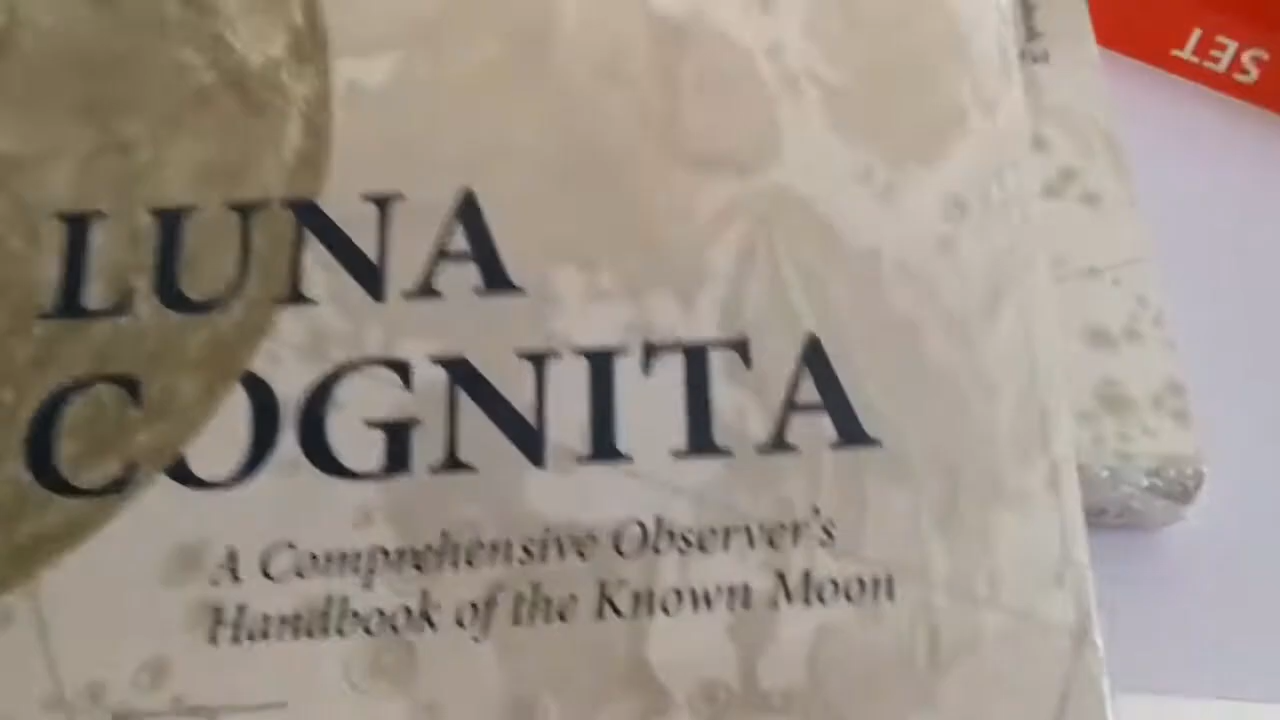 LUNA
COGNITA
A Comprehensive Observer's
Handbook of the Known Moon
SET